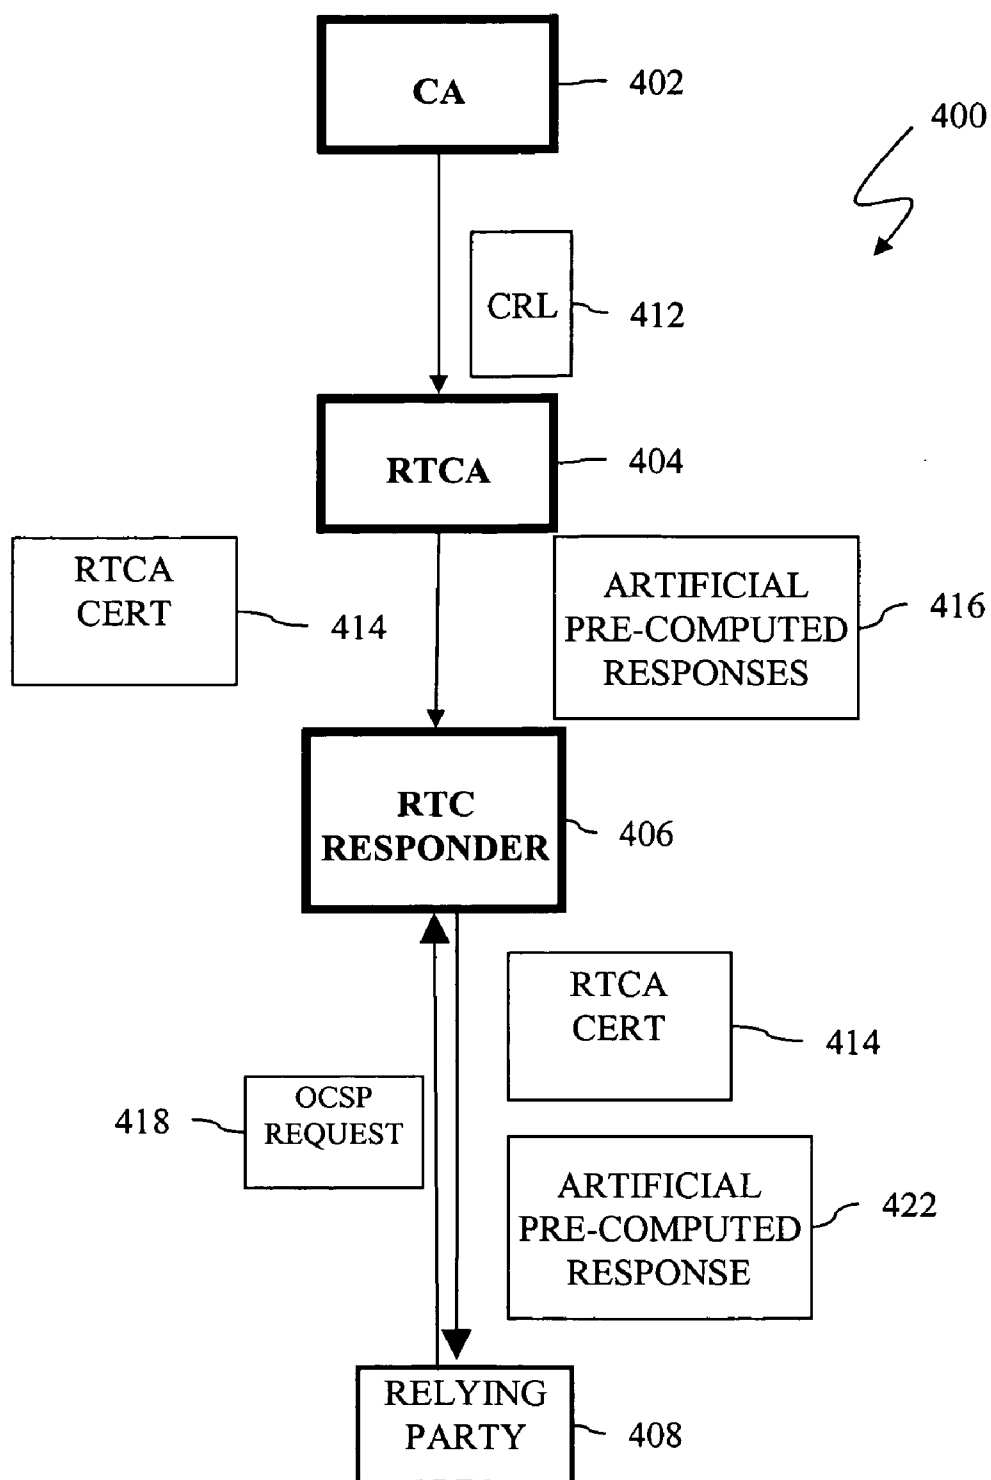 CA
402
400
CRL
412
RTCA
404
RTCA
CERT
414
ARTIFICIAL
PRE-COMPUTED
RESPONSES
416
RTC
RESPONDER
406
RTCA
CERT
414
OCSP
REQUEST
418
ARTIFICIAL
PRE-COMPUTED
RESPONSE
422
RELYING
PARTY
408